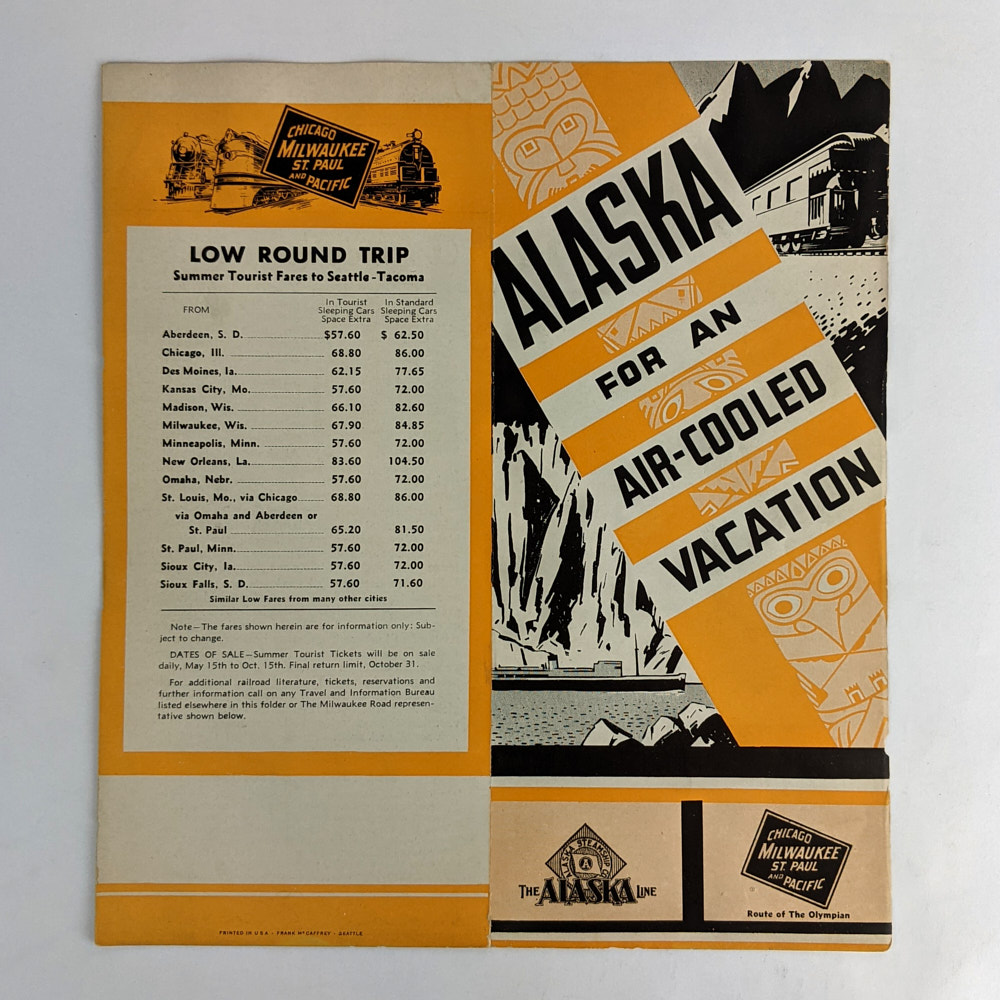 CHICAGO
MILWAUKEE
ST. PAUL
AND PACIFIC
LOW ROUND TRIP
Summer Tourist Fares to Seattle-Tacoma
FROM
In Tourist Sleeping Cars Space Extra
In Standard Sleeping Cars Space Extra
Aberdeen, S. D. $57.60 $ 62.50
Chicago, Ill. 68.80 86.00
Des Moines, Ia. 62.15 77.65
Kansas City, Mo. 57.60 72.00
Madison, Wis. 66.10 82.60
Milwaukee, Wis. 67.90 84.85
Minneapolis, Minn. 57.60 72.00
New Orleans, La. 83.60 104.50
Omaha, Nebr. 57.60 72.00
St. Louis, Mo., via Chicago 68.80 86.00
via Omaha and Aberdeen or
St. Paul 65.20 81.50
St. Paul, Minn. 57.60 72.00
Sioux City, Ia. 57.60 72.00
Sioux Falls, S. D. 57.60 71.60
Similar Low Fares from many other cities
Note—The fares shown herein are for information only; Sub-
ject to change.
DATES OF SALE—Summer Tourist Tickets will be on sale
daily, May 15th to Oct. 15th. Final return limit, October 31.
For additional railroad literature, tickets, reservations and
further information call on any Travel and Information Bureau
listed elsewhere in this folder or The Milwaukee Road represen-
tative shown below.
PRINTED IN U.S.A. - FRANK McCAFFREY - SEATTLE
ALASKA
FOR AN
AIR-COOLED
VACATION
ALASKA STEAMSHIP CO
A
THE ALASKA LINE
CHICAGO
MILWAUKEE
ST. PAUL
AND PACIFIC
Route of The Olympian